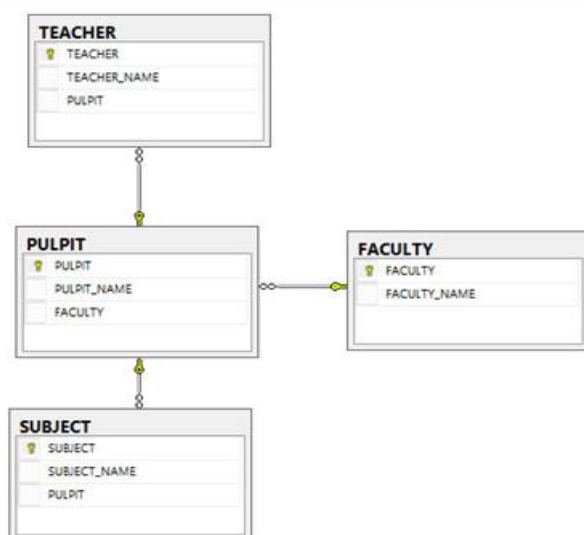 TEACHER
TEACHER
TEACHER_NAME
PULPIT
PULPIT
PULPIT
PULPIT_NAME
FACULTY
FACULTY
FACULTY
FACULTY_NAME
SUBJECT
SUBJECT
SUBJECT_NAME
PULPIT